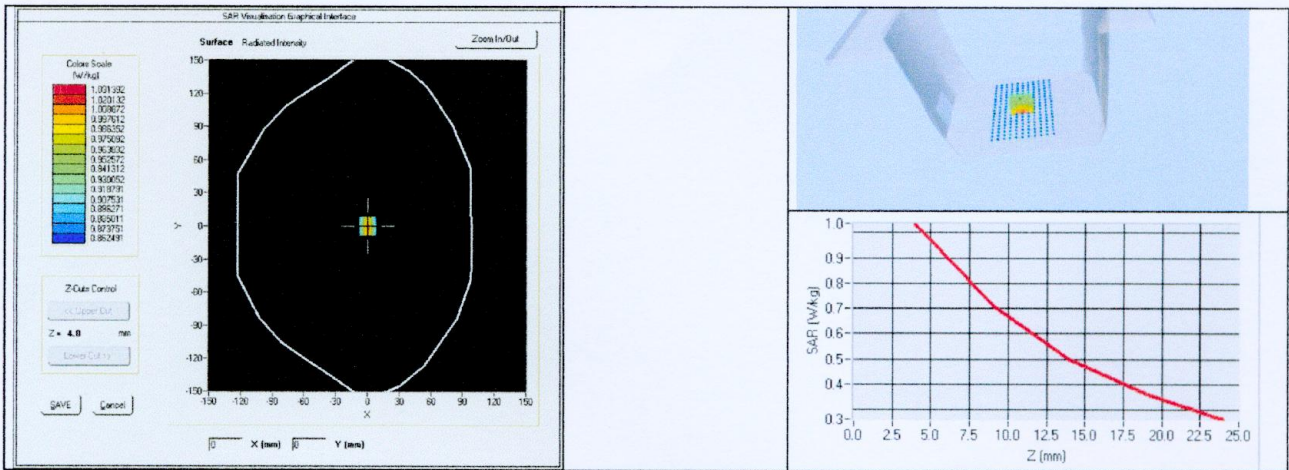 SAR Visualisation Graphical Interface
Surface Radiated Intensity
Zoom In/Out
Colors Scale
(W/kg)
1.031392
1.020132
1.008872
0.997612
0.986352
0.975092
0.963832
0.952572
0.941312
0.930052
0.918791
0.907531
0.896271
0.885011
0.873751
0.862491
Z-Cuts Control
<< Upper Cut
Z = 4.0 mm
Lower Cut >>
SAVE Cancel
150
120
90
60
30
0
-30
-60
-90
-120
-150
Y
-150 -120 -90 -60 -30 0 30 60 90 120 150
X
0 X (mm) 0 Y (mm)
1.0
0.9
0.8
0.7
0.6
0.5
0.4
0.3
SAR (W/kg)
0.0 2.5 5.0 7.5 10.0 12.5 15.0 17.5 20.0 22.5 25.0
Z (mm)